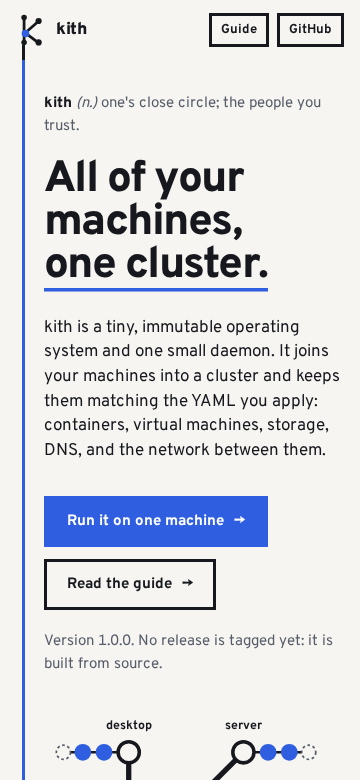 kith
Guide
GitHub
kith (n.) one's close circle; the people you
trust.
All of your
machines,
one cluster.
kith is a tiny, immutable operating
system and one small daemon. It joins
your machines into a cluster and keeps
them matching the YAML you apply:
containers, virtual machines, storage,
DNS, and the network between them.
Run it on one machine →
Read the guide →
Version 1.0.0. No release is tagged yet: it is
built from source.
desktop
server